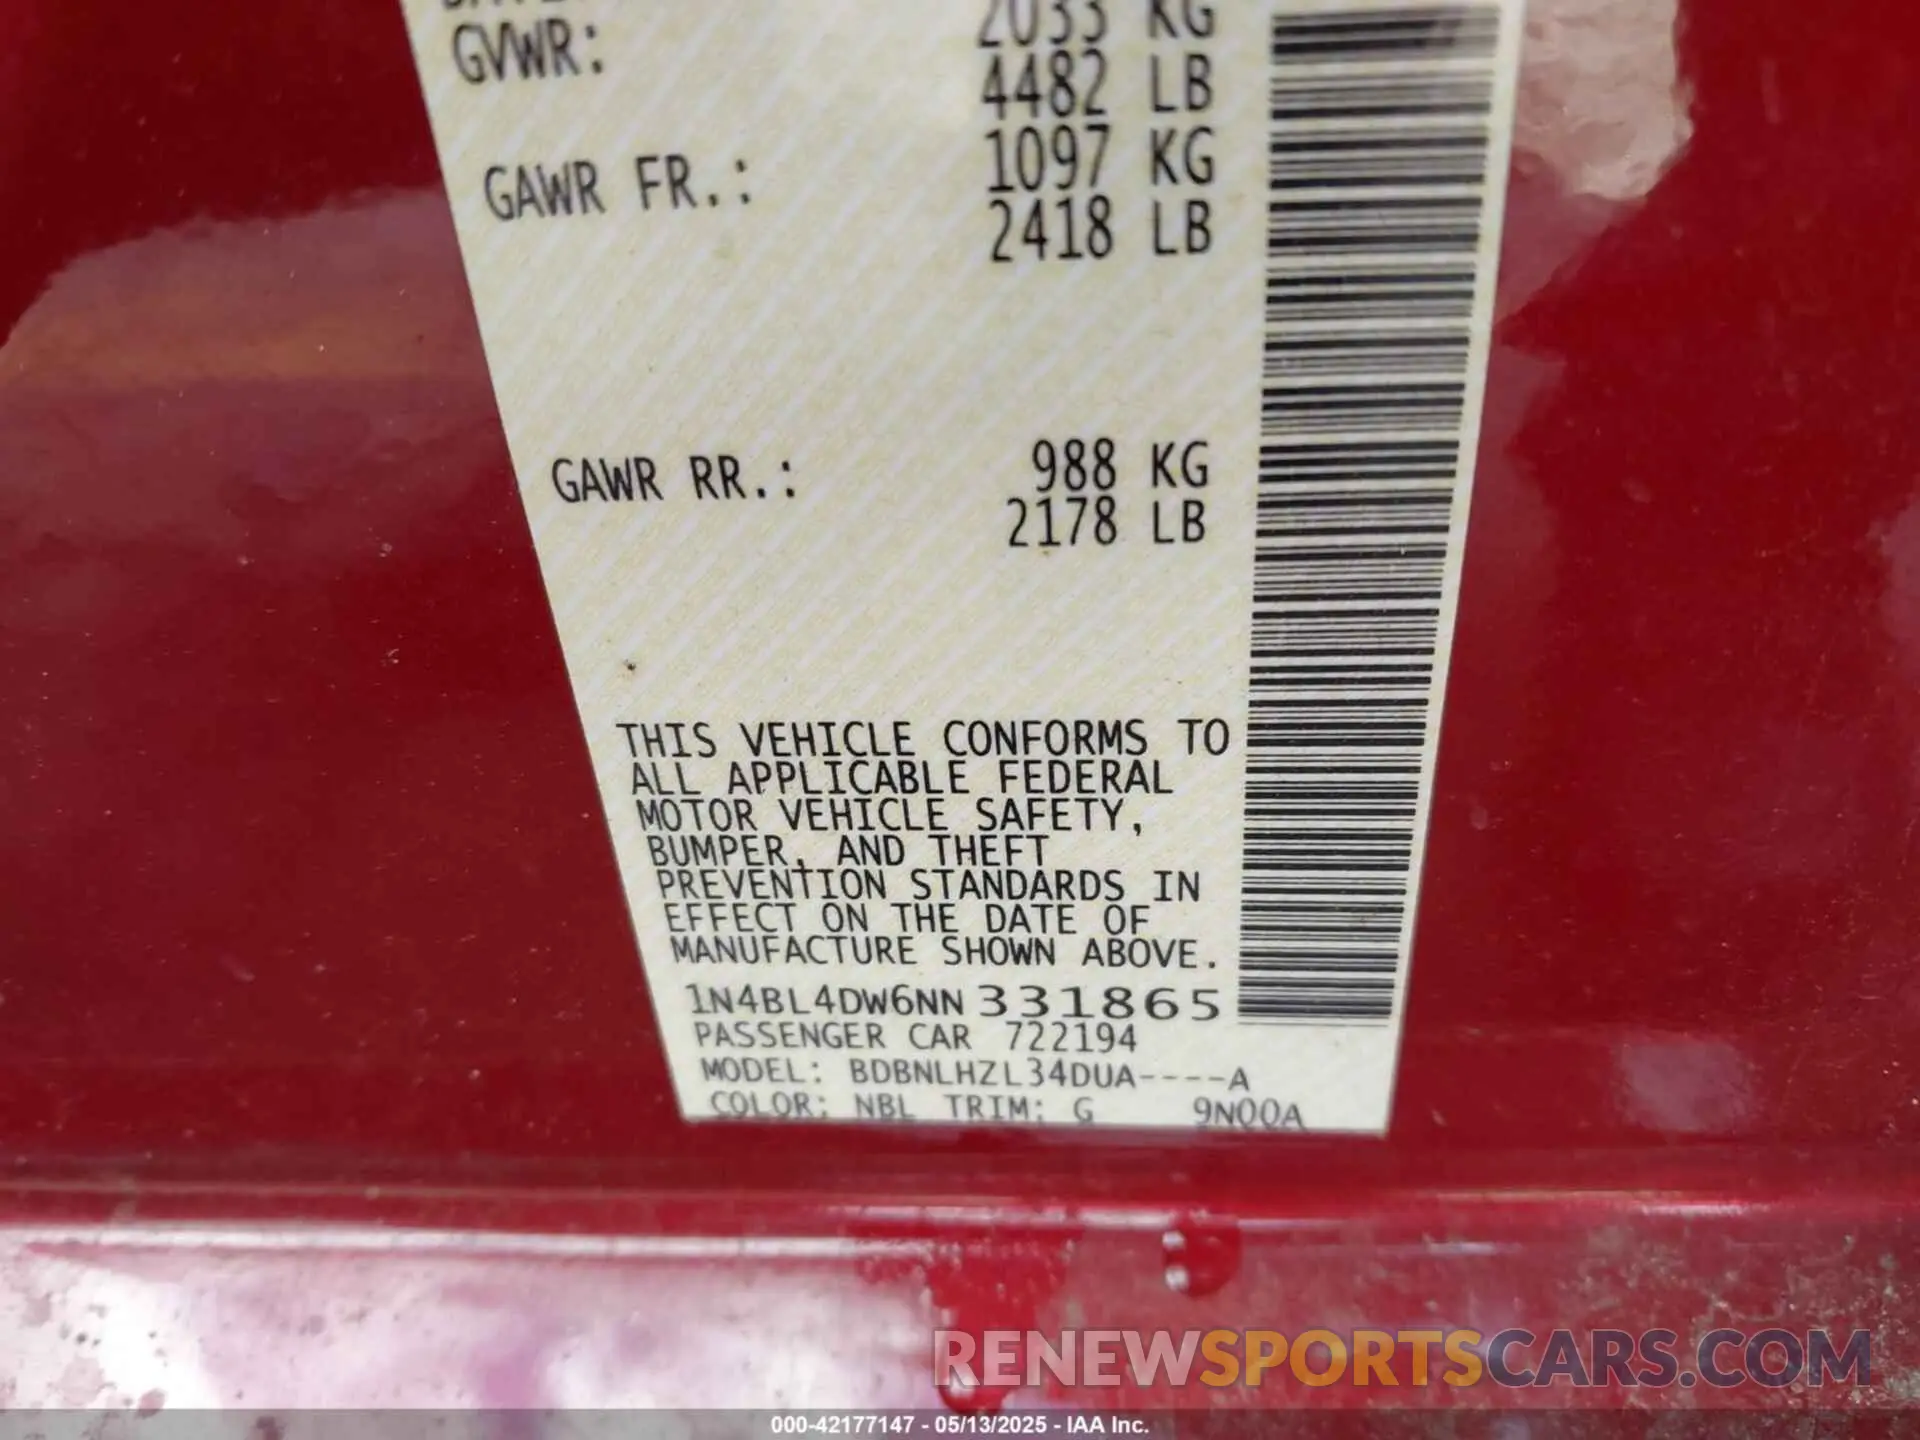 2033 KG
GVWR:
4482 LB
1097 KG
GAWR FR.:
2418 LB
988 KG
GAWR RR.:
2178 LB
THIS VEHICLE CONFORMS TO
ALL APPLICABLE FEDERAL
MOTOR VEHICLE SAFETY,
BUMPER, AND THEFT
PREVENTION STANDARDS IN
EFFECT ON THE DATE OF
MANUFACTURE SHOWN ABOVE.
1N4BL4DW6NN331865
PASSENGER CAR 722194
MODEL: BDBNLHZL34DUA----A
COLOR: NBL TRIM: G 9N00A
RENEWSPORTSCARS.COM
000-42177147 - 05/13/2025 - IAA Inc.